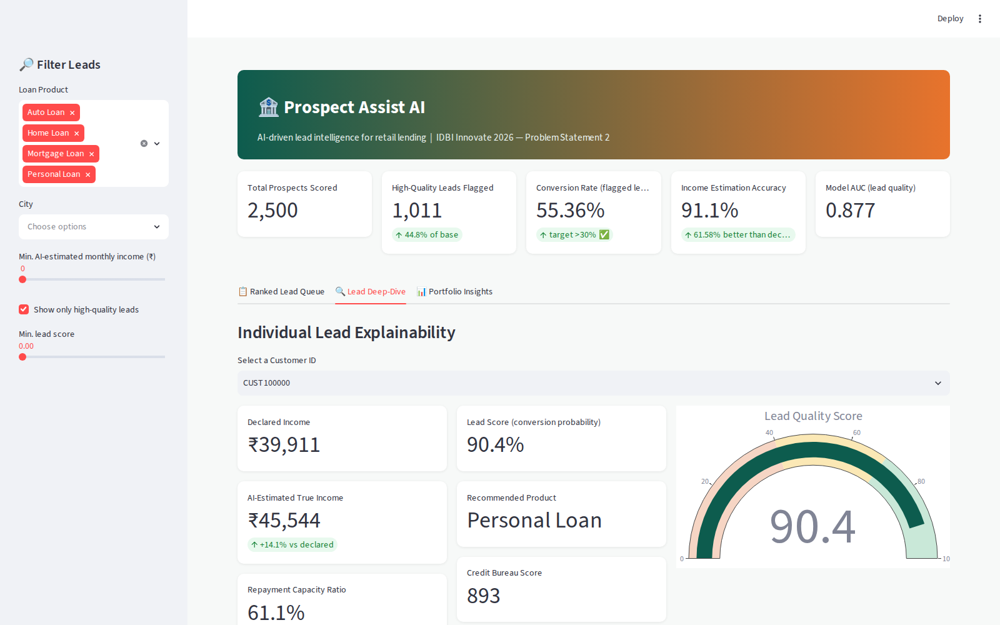 Deploy
🔎 Filter Leads
Loan Product
Auto Loan ×
Home Loan ×
Mortgage Loan ×
Personal Loan ×
City
Choose options
Min. AI-estimated monthly income (₹)
0
Show only high-quality leads
Min. lead score
0.00
🏦 Prospect Assist AI
AI-driven lead intelligence for retail lending | IDBI Innovate 2026 — Problem Statement 2
Total Prospects Scored
2,500
High-Quality Leads Flagged
1,011
↑ 44.8% of base
Conversion Rate (flagged le...
55.36%
↑ target >30% ✅
Income Estimation Accuracy
91.1%
↑ 61.58% better than dec...
Model AUC (lead quality)
0.877
📋 Ranked Lead Queue
🔍 Lead Deep-Dive
📊 Portfolio Insights
Individual Lead Explainability
Select a Customer ID
CUST100000
Declared Income
₹39,911
AI-Estimated True Income
₹45,544
↑ +14.1% vs declared
Repayment Capacity Ratio
61.1%
Lead Score (conversion probability)
90.4%
Recommended Product
Personal Loan
Credit Bureau Score
893
Lead Quality Score
0
20
40
60
80
10
90.4